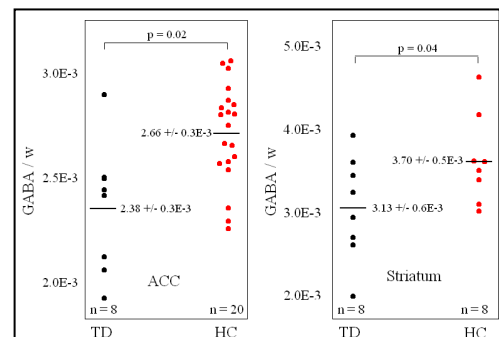 p = 0.02
3.0E-3
2.66 +/- 0.3E-3
GABA / w
2.5E-3
2.38 +/- 0.3E-3
2.0E-3
ACC
n = 8
n = 20
TD
HC
5.0E-3
p = 0.04
4.0E-3
3.70 +/- 0.5E-3
GABA / w
3.0E-3
3.13 +/- 0.6E-3
Striatum
2.0E-3
n = 8
n = 8
TD
HC